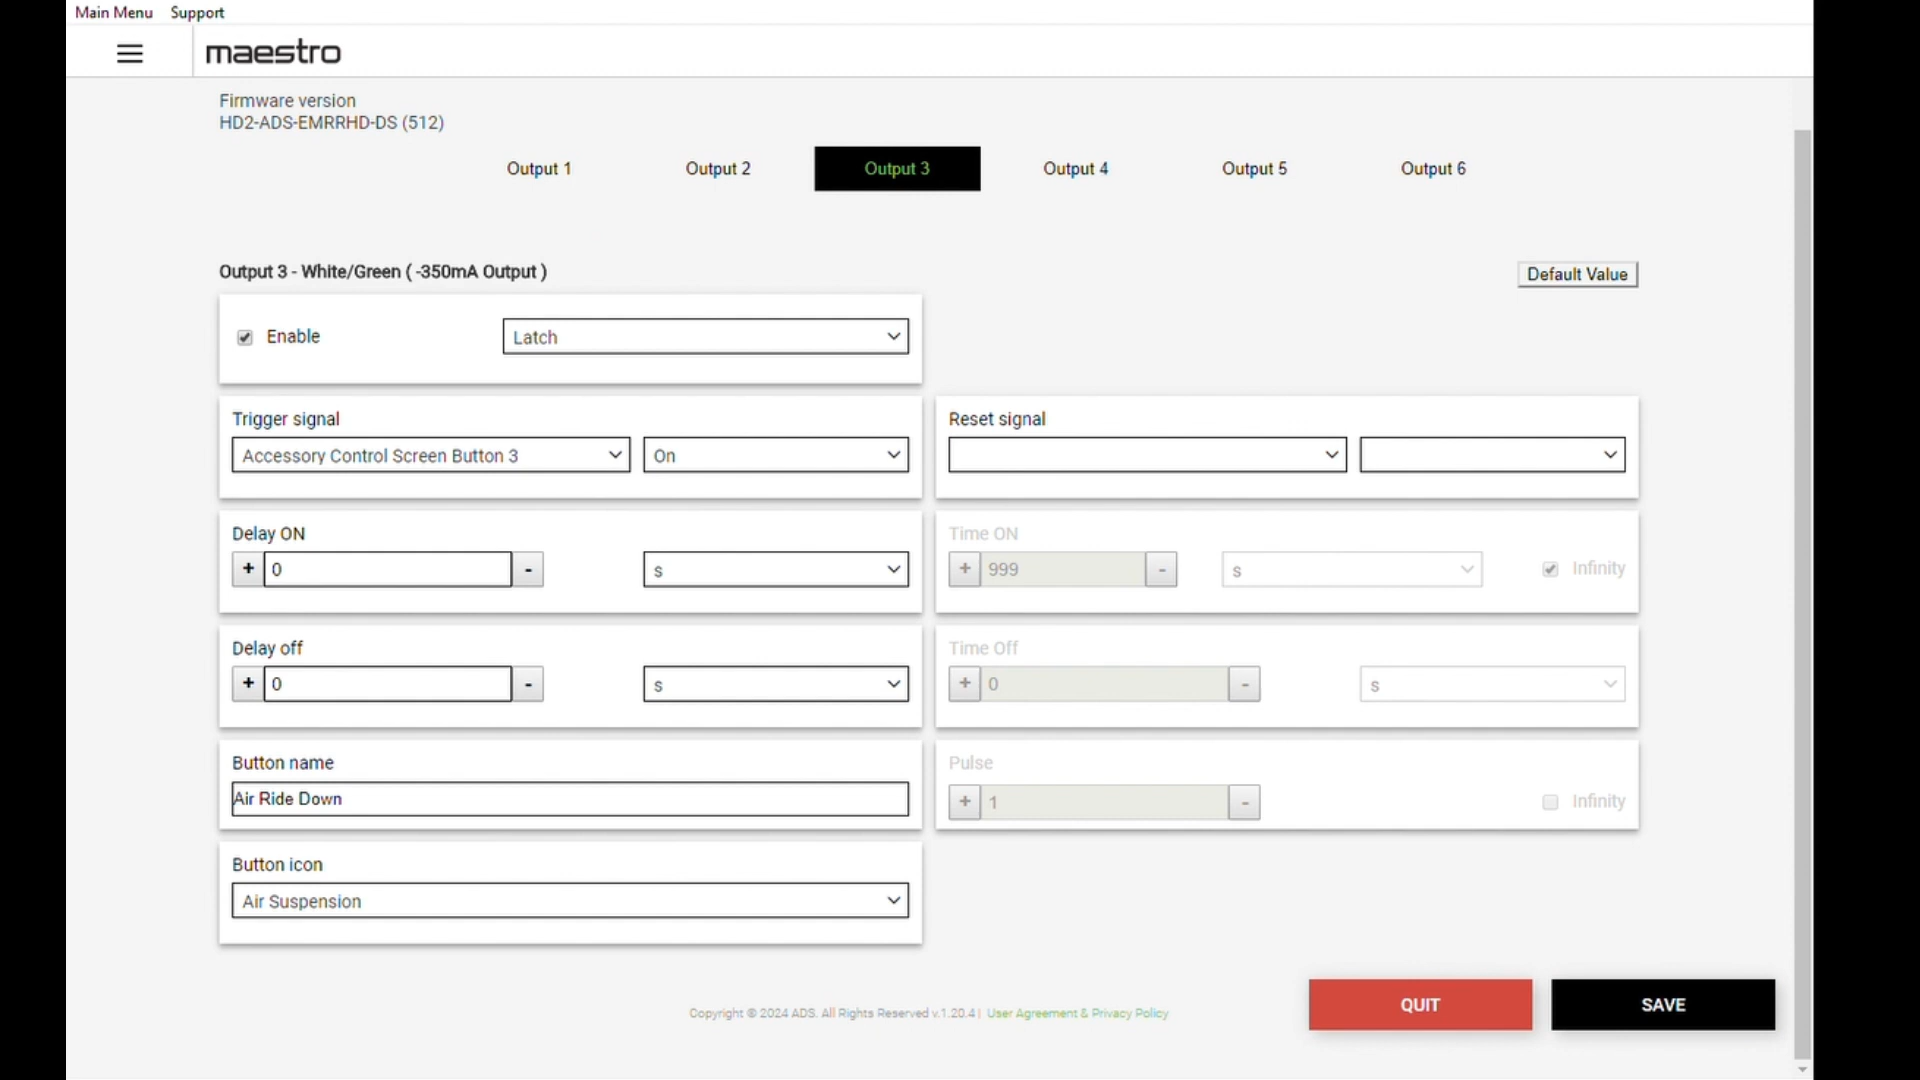 Main Menu Support
maestro
Firmware version
HD2-ADS-EMRRHD-DS (512)
Output 1 Output 2 Output 3 Output 4 Output 5 Output 6
Output 3 - White/Green ( -350mA Output )
Default Value
Enable Latch
Trigger signal
Accessory Control Screen Button 3 On
Reset signal
Delay ON
+ 0 - s
Time ON
+ 999 - s Infinity
Delay off
+ 0 - s
Time Off
+ 0 - s
Button name
Air Ride Down
Pulse
+ 1 - Infinity
Button icon
Air Suspension
QUIT SAVE
Copyright © 2024 ADS. All Rights Reserved v.1.20.4 | User Agreement & Privacy Policy